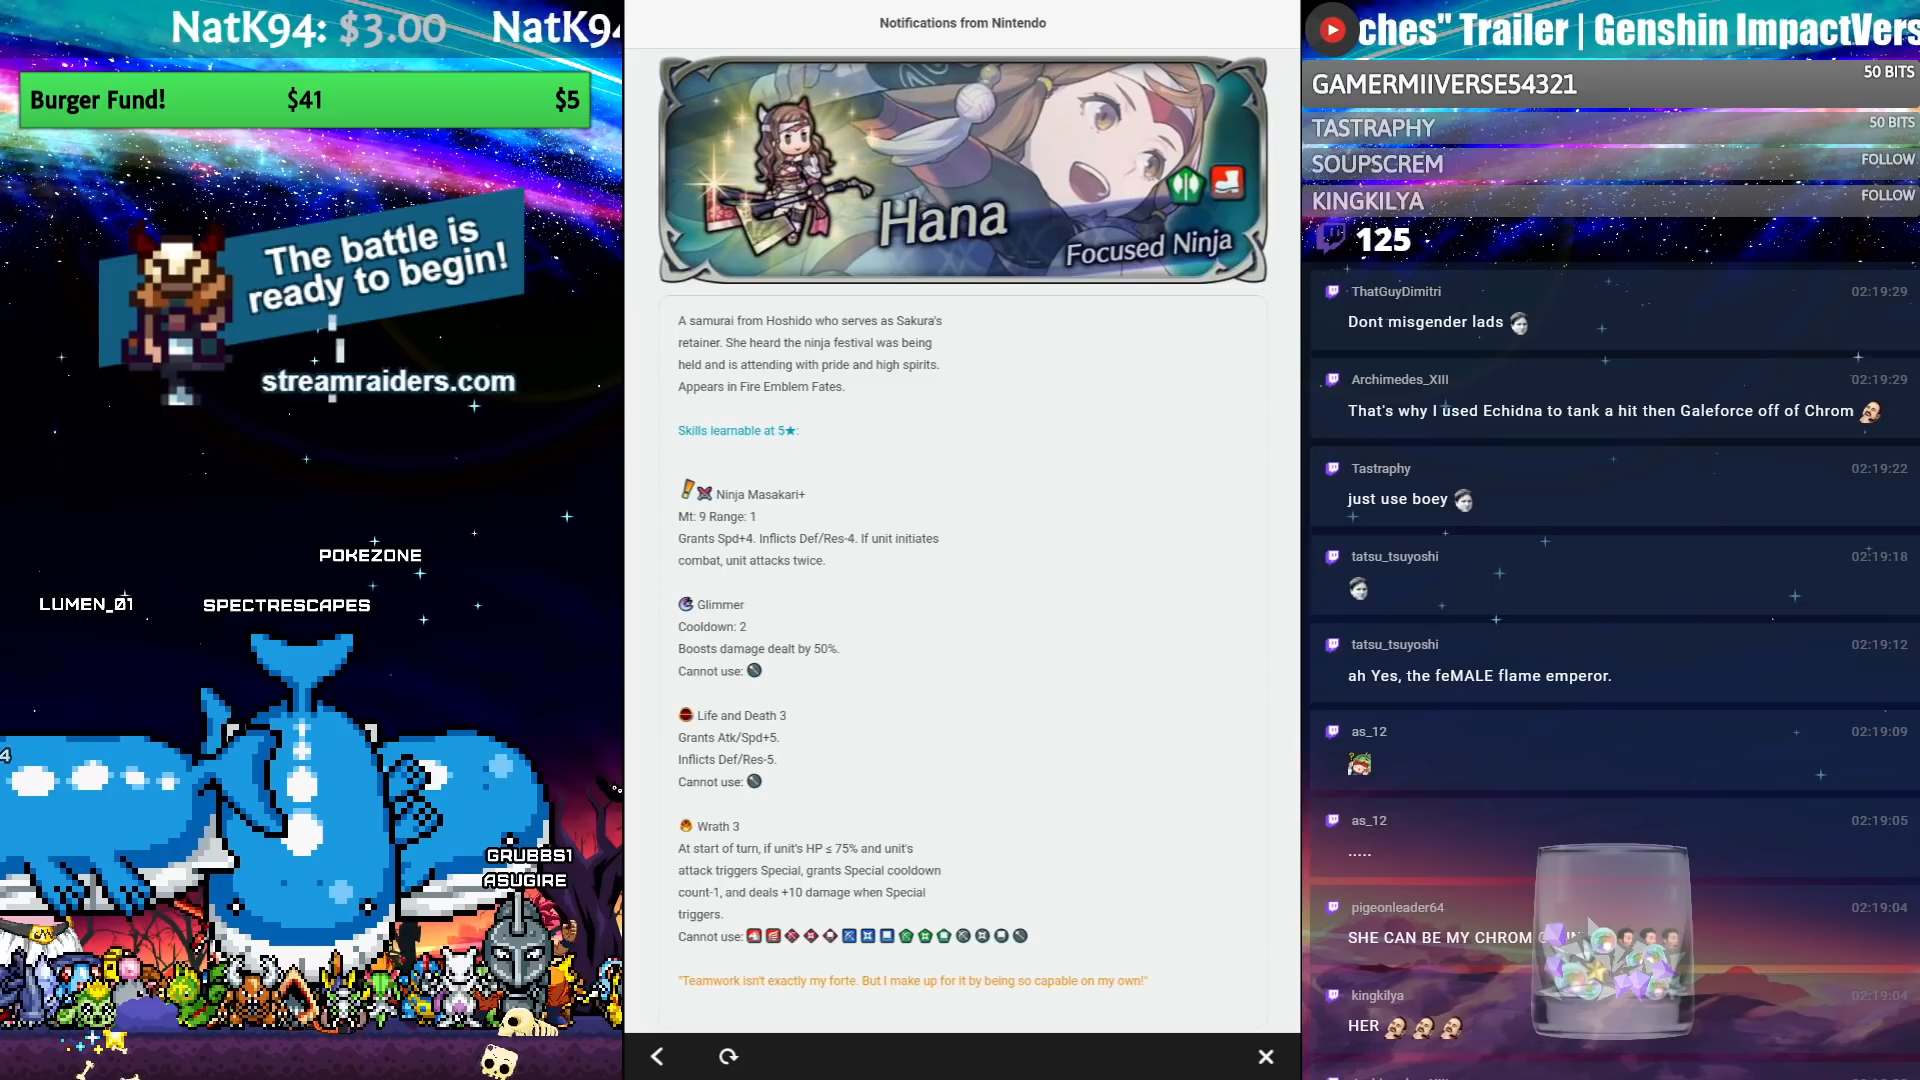 NatK94: $3.00 NatK94
Burger Fund! $41 $5
The battle is
ready to begin!
streamraiders.com
POKEZONE
LUMEN_01
SPECTRESCAPES
4
GRUBBS1
ASUGIRE
Notifications from Nintendo
Hana
Focused Ninja
A samurai from Hoshido who serves as Sakura's
retainer. She heard the ninja festival was being
held and is attending with pride and high spirits.
Appears in Fire Emblem Fates.
Skills learnable at 5★:
Ninja Masakari+
Mt: 9 Range: 1
Grants Spd+4. Inflicts Def/Res-4. If unit initiates
combat, unit attacks twice.
Glimmer
Cooldown: 2
Boosts damage dealt by 50%.
Cannot use:
Life and Death 3
Grants Atk/Spd+5.
Inflicts Def/Res-5.
Cannot use:
Wrath 3
At start of turn, if unit's HP ≤ 75% and unit's
attack triggers Special, grants Special cooldown
count-1, and deals +10 damage when Special
triggers.
Cannot use:
"Teamwork isn't exactly my forte. But I make up for it by being so capable on my own!"
ches" Trailer | Genshin ImpactVers
GAMERMIIVERSE54321 50 BITS
TASTRAPHY 50 BITS
SOUPSCREM FOLLOW
KINGKILYA FOLLOW
125
ThatGuyDimitri 02:19:29
Dont misgender lads
Archimedes_XIII 02:19:29
That's why I used Echidna to tank a hit then Galeforce off of Chrom
Tastraphy 02:19:22
just use boey
tatsu_tsuyoshi 02:19:18
tatsu_tsuyoshi 02:19:12
ah Yes, the feMALE flame emperor.
as_12 02:19:09
as_12 02:19:05
.....
pigeonleader64 02:19:04
SHE CAN BE MY CHROM
kingkilya 02:19:04
HER